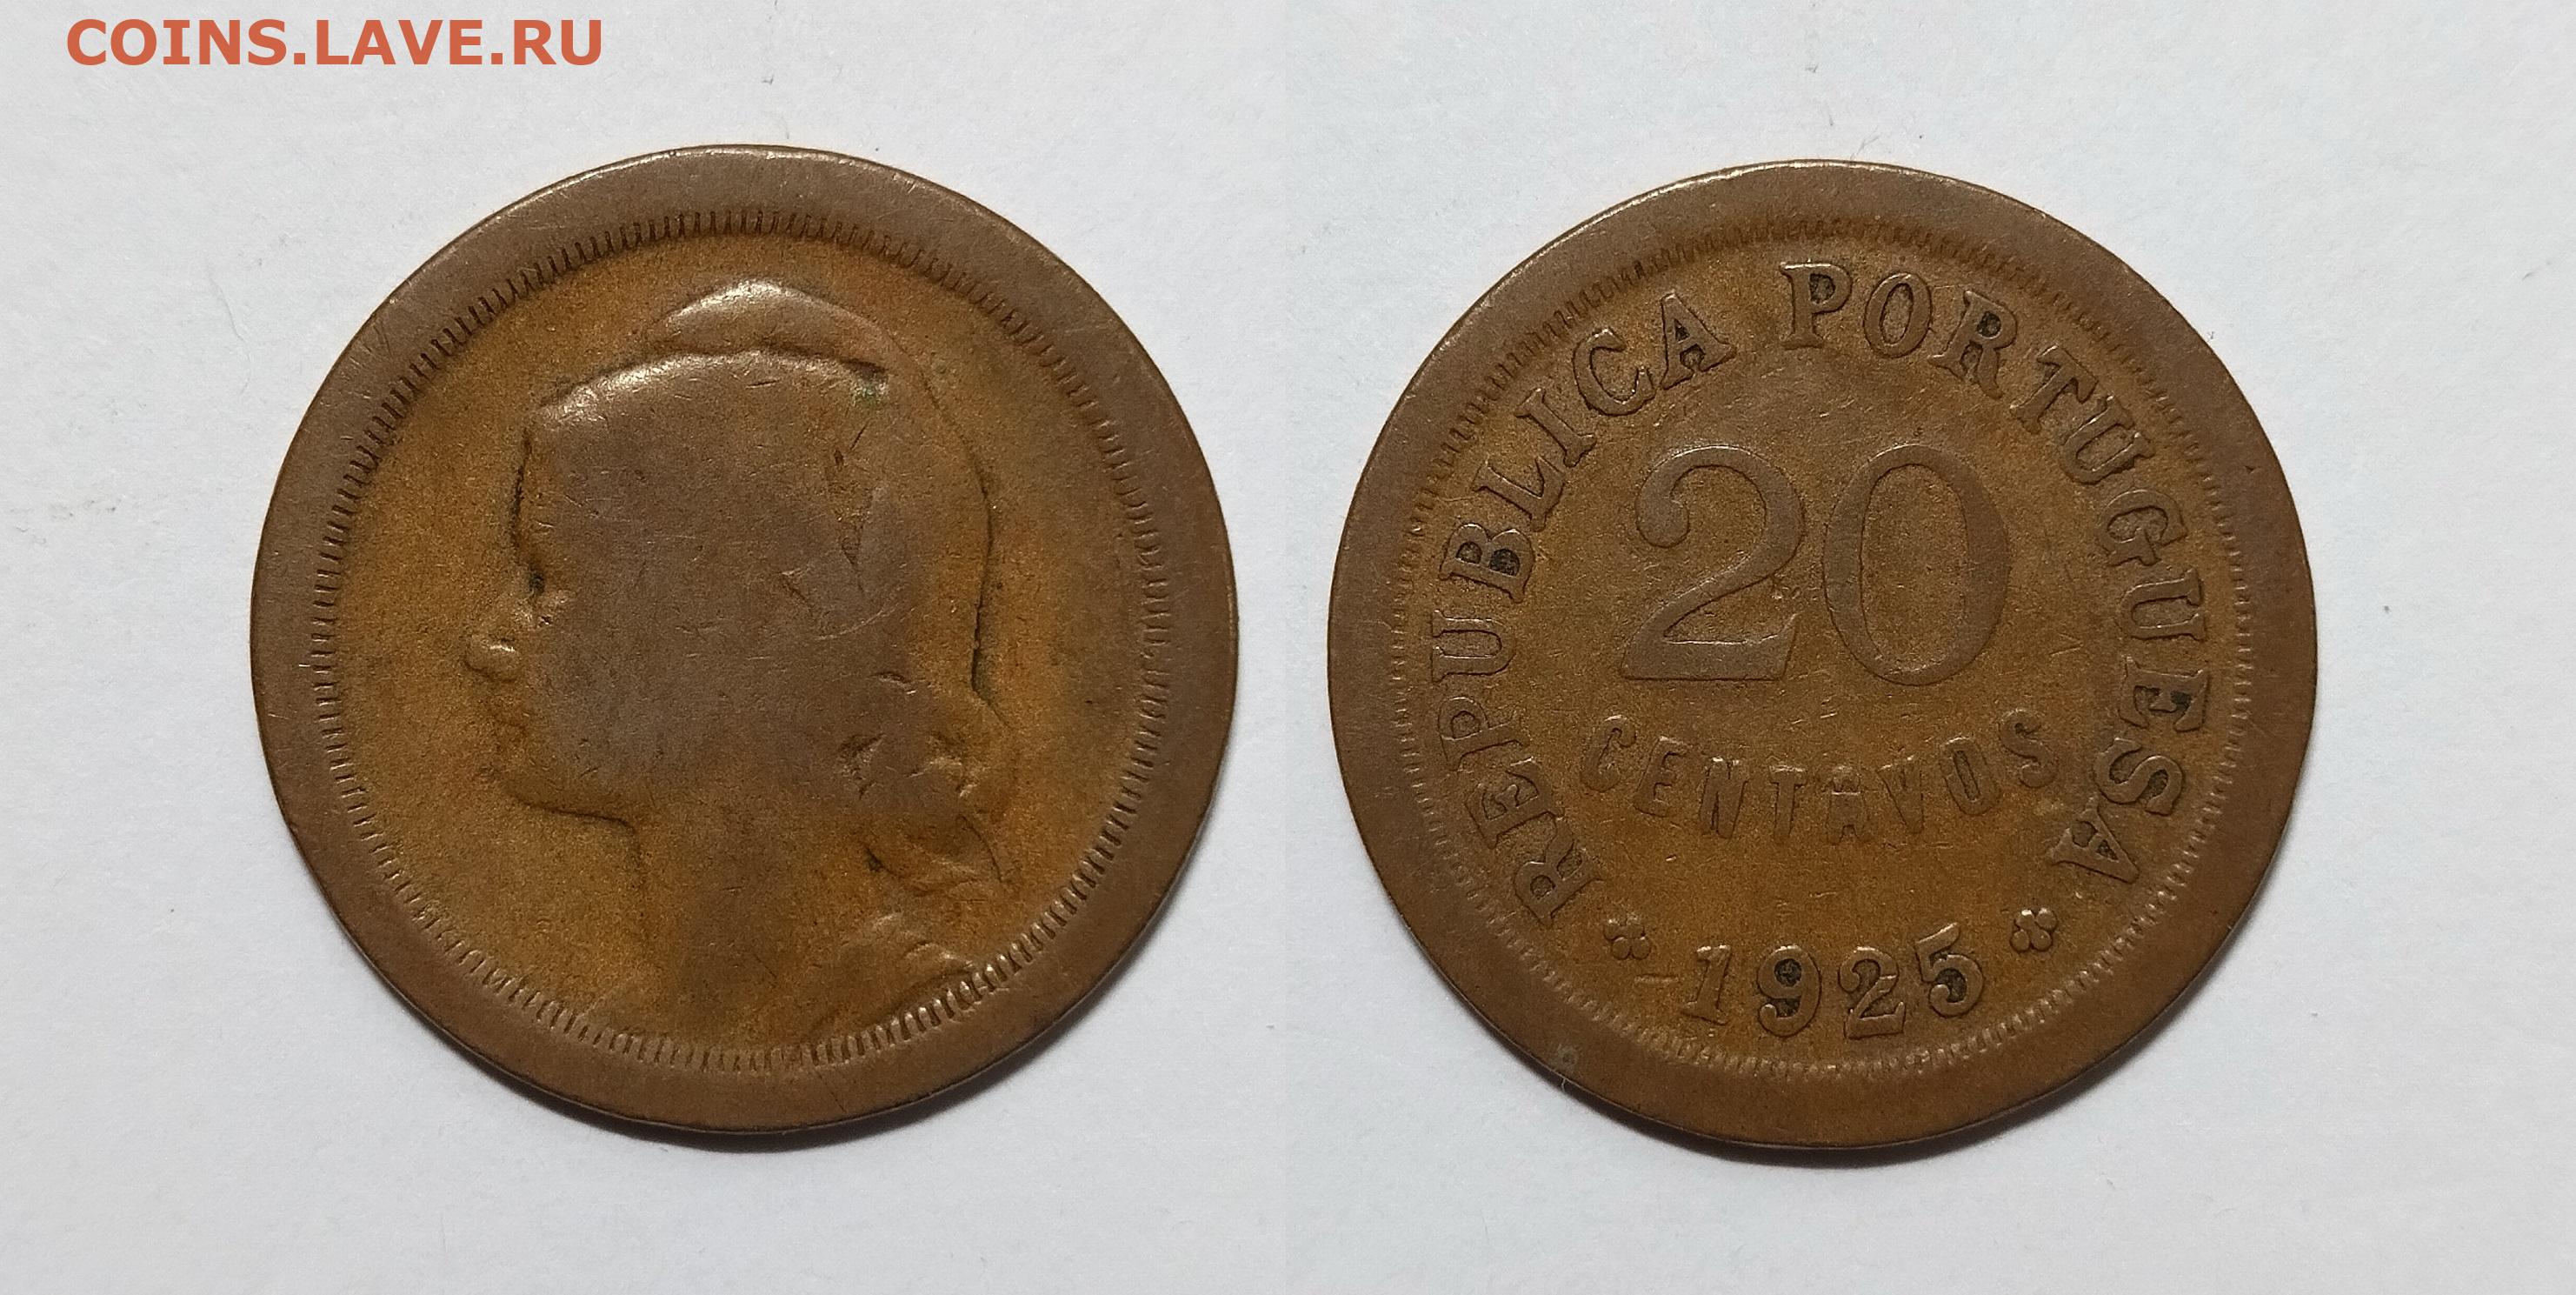 COINS.LAVE.RU
REPUBLICA PORTUGUESA
20
CENTAVOS
1925